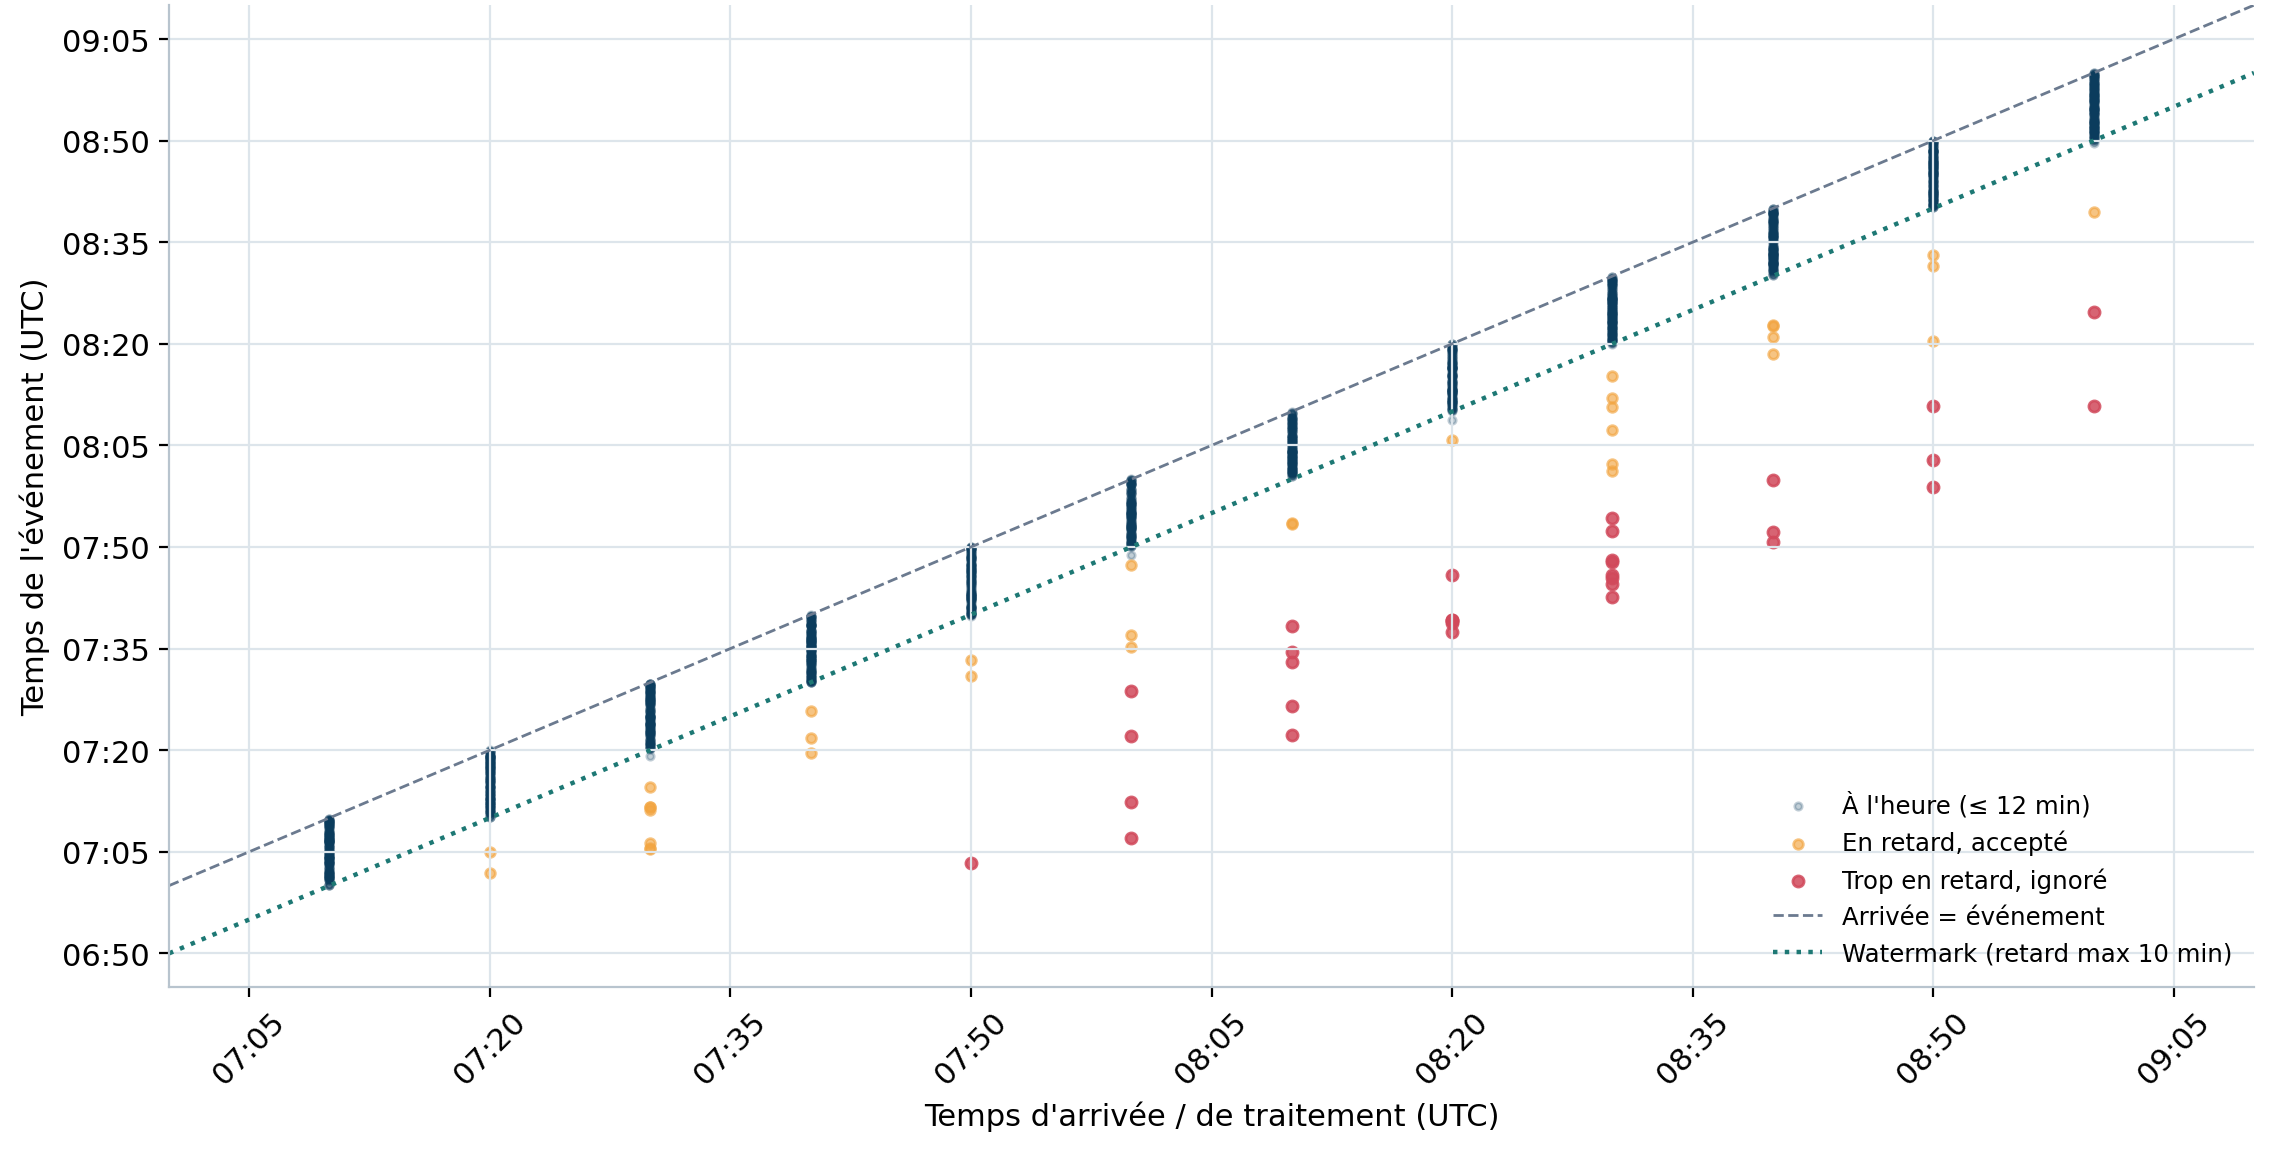 09:05
08:50
08:35
08:20
08:05
07:50
07:35
07:20
07:05
06:50
Temps de l'événement (UTC)
À l'heure (≤ 12 min)
En retard, accepté
Trop en retard, ignoré
Arrivée = événement
Watermark (retard max 10 min)
07:05
07:20
07:35
07:50
08:05
08:20
08:35
08:50
09:05
Temps d'arrivée / de traitement (UTC)